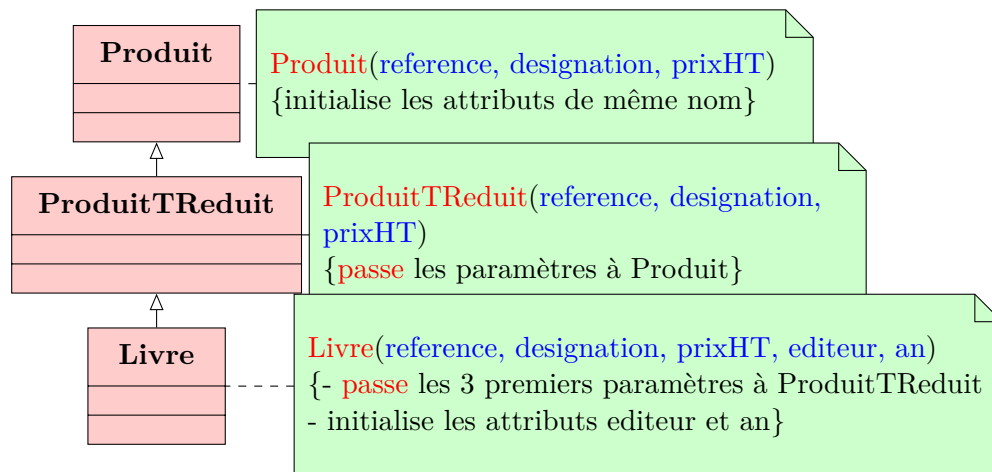 Produit
Produit(reference, designation, prixHT)
{initialise les attributs de même nom}
ProduitTReduit
ProduitTReduit(reference, designation,
prixHT)
{passe les paramètres à Produit}
Livre
Livre(reference, designation, prixHT, editeur, an)
{- passe les 3 premiers paramètres à ProduitTReduit
- initialise les attributs editeur et an}